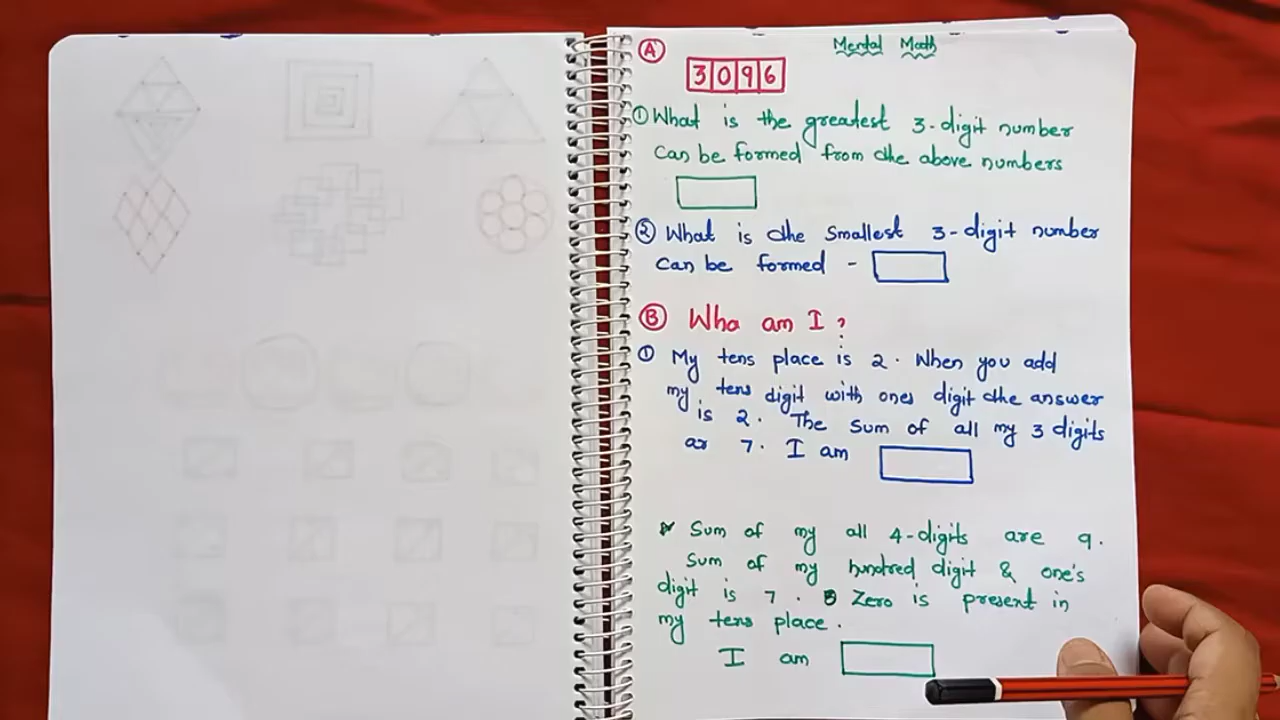 Mental Math
Ⓐ
3 0 9 6
① What is the greatest 3-digit number
Can be formed from the above numbers
② What is the Smallest 3-digit number
Can be formed -
Ⓑ Wha am I?
① My tens place is 2. When you add
my tens digit with ones digit the answer
is 2. The Sum of all my 3 digits
ar 7. I am
Sum of my all 4-digits are 9.
Sum of my hundred digit & one's
digit is 7. Zero is present in
my tens place.
I am